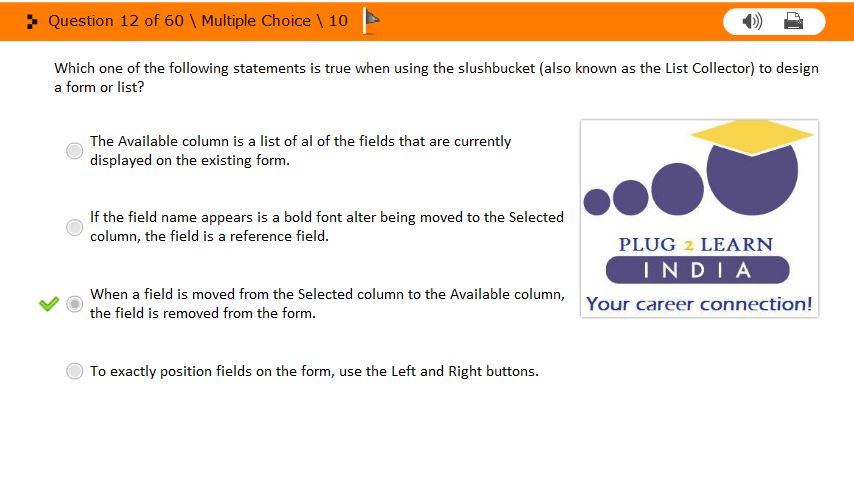 Question 12 of 60 \ Multiple Choice \ 10
Which one of the following statements is true when using the slushbucket (also known as the List Collector) to design
a form or list?
The Available column is a list of al of the fields that are currently
displayed on the existing form.
If the field name appears is a bold font alter being moved to the Selected
column, the field is a reference field.
When a field is moved from the Selected column to the Available column,
the field is removed from the form.
To exactly position fields on the form, use the Left and Right buttons.
PLUG 2 LEARN
INDIA
Your career connection!